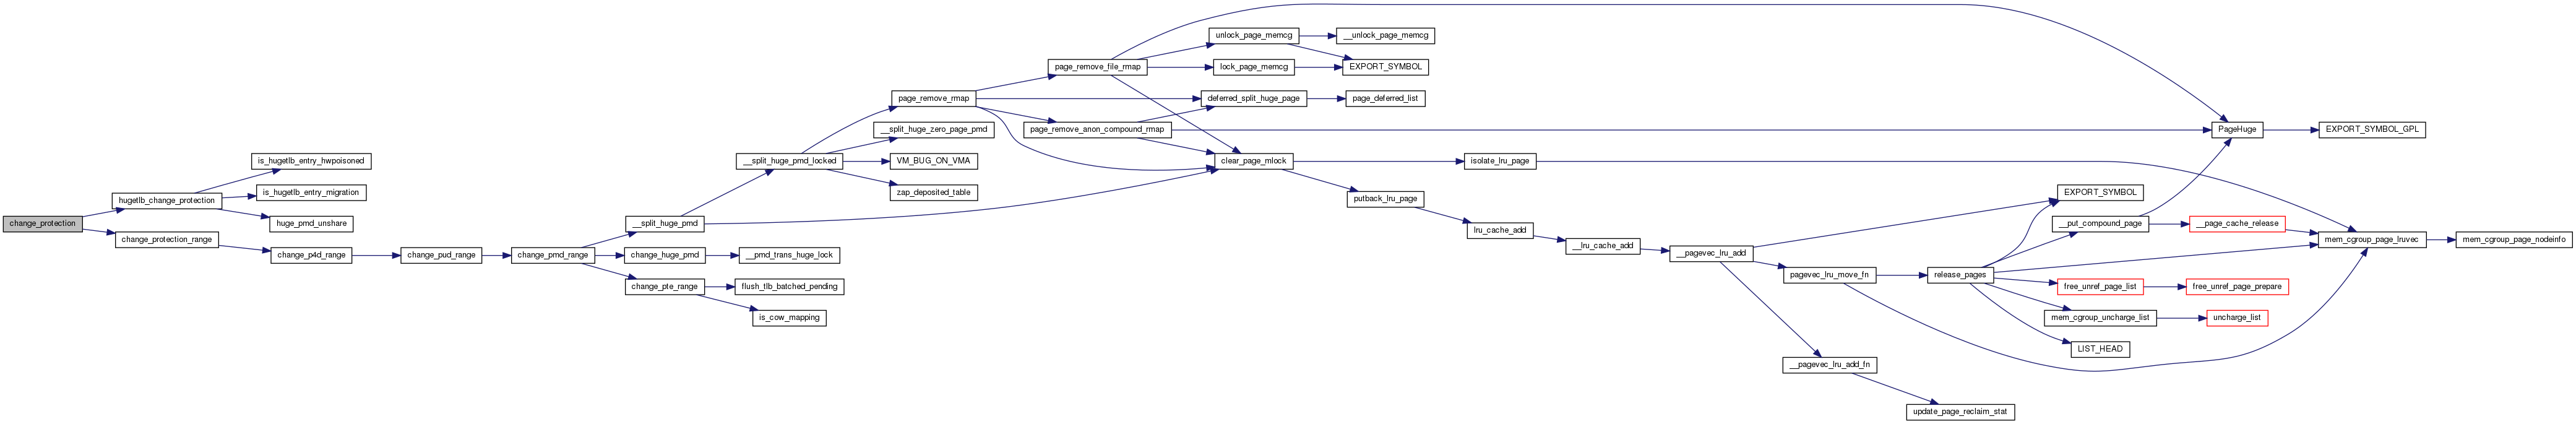 change_protection
hugetlb_change_protection
change_protection_range
is_hugetlb_entry_hwpoisoned
is_hugetlb_entry_migration
huge_pmd_unshare
change_p4d_range
change_pud_range
change_pmd_range
__split_huge_pmd
change_huge_pmd
change_pte_range
__split_huge_pmd_locked
__pmd_trans_huge_lock
flush_tlb_batched_pending
is_cow_mapping
page_remove_rmap
__split_huge_zero_page_pmd
VM_BUG_ON_VMA
zap_deposited_table
page_remove_file_rmap
page_remove_anon_compound_rmap
unlock_page_memcg
lock_page_memcg
deferred_split_huge_page
clear_page_mlock
__unlock_page_memcg
EXPORT_SYMBOL
page_deferred_list
isolate_lru_page
putback_lru_page
lru_cache_add
__lru_cache_add
__pagevec_lru_add
pagevec_lru_move_fn
__pagevec_lru_add_fn
release_pages
update_page_reclaim_stat
EXPORT_SYMBOL
__put_compound_page
free_unref_page_list
mem_cgroup_uncharge_list
LIST_HEAD
PageHuge
__page_cache_release
free_unref_page_prepare
uncharge_list
EXPORT_SYMBOL_GPL
mem_cgroup_page_lruvec
mem_cgroup_page_nodeinfo